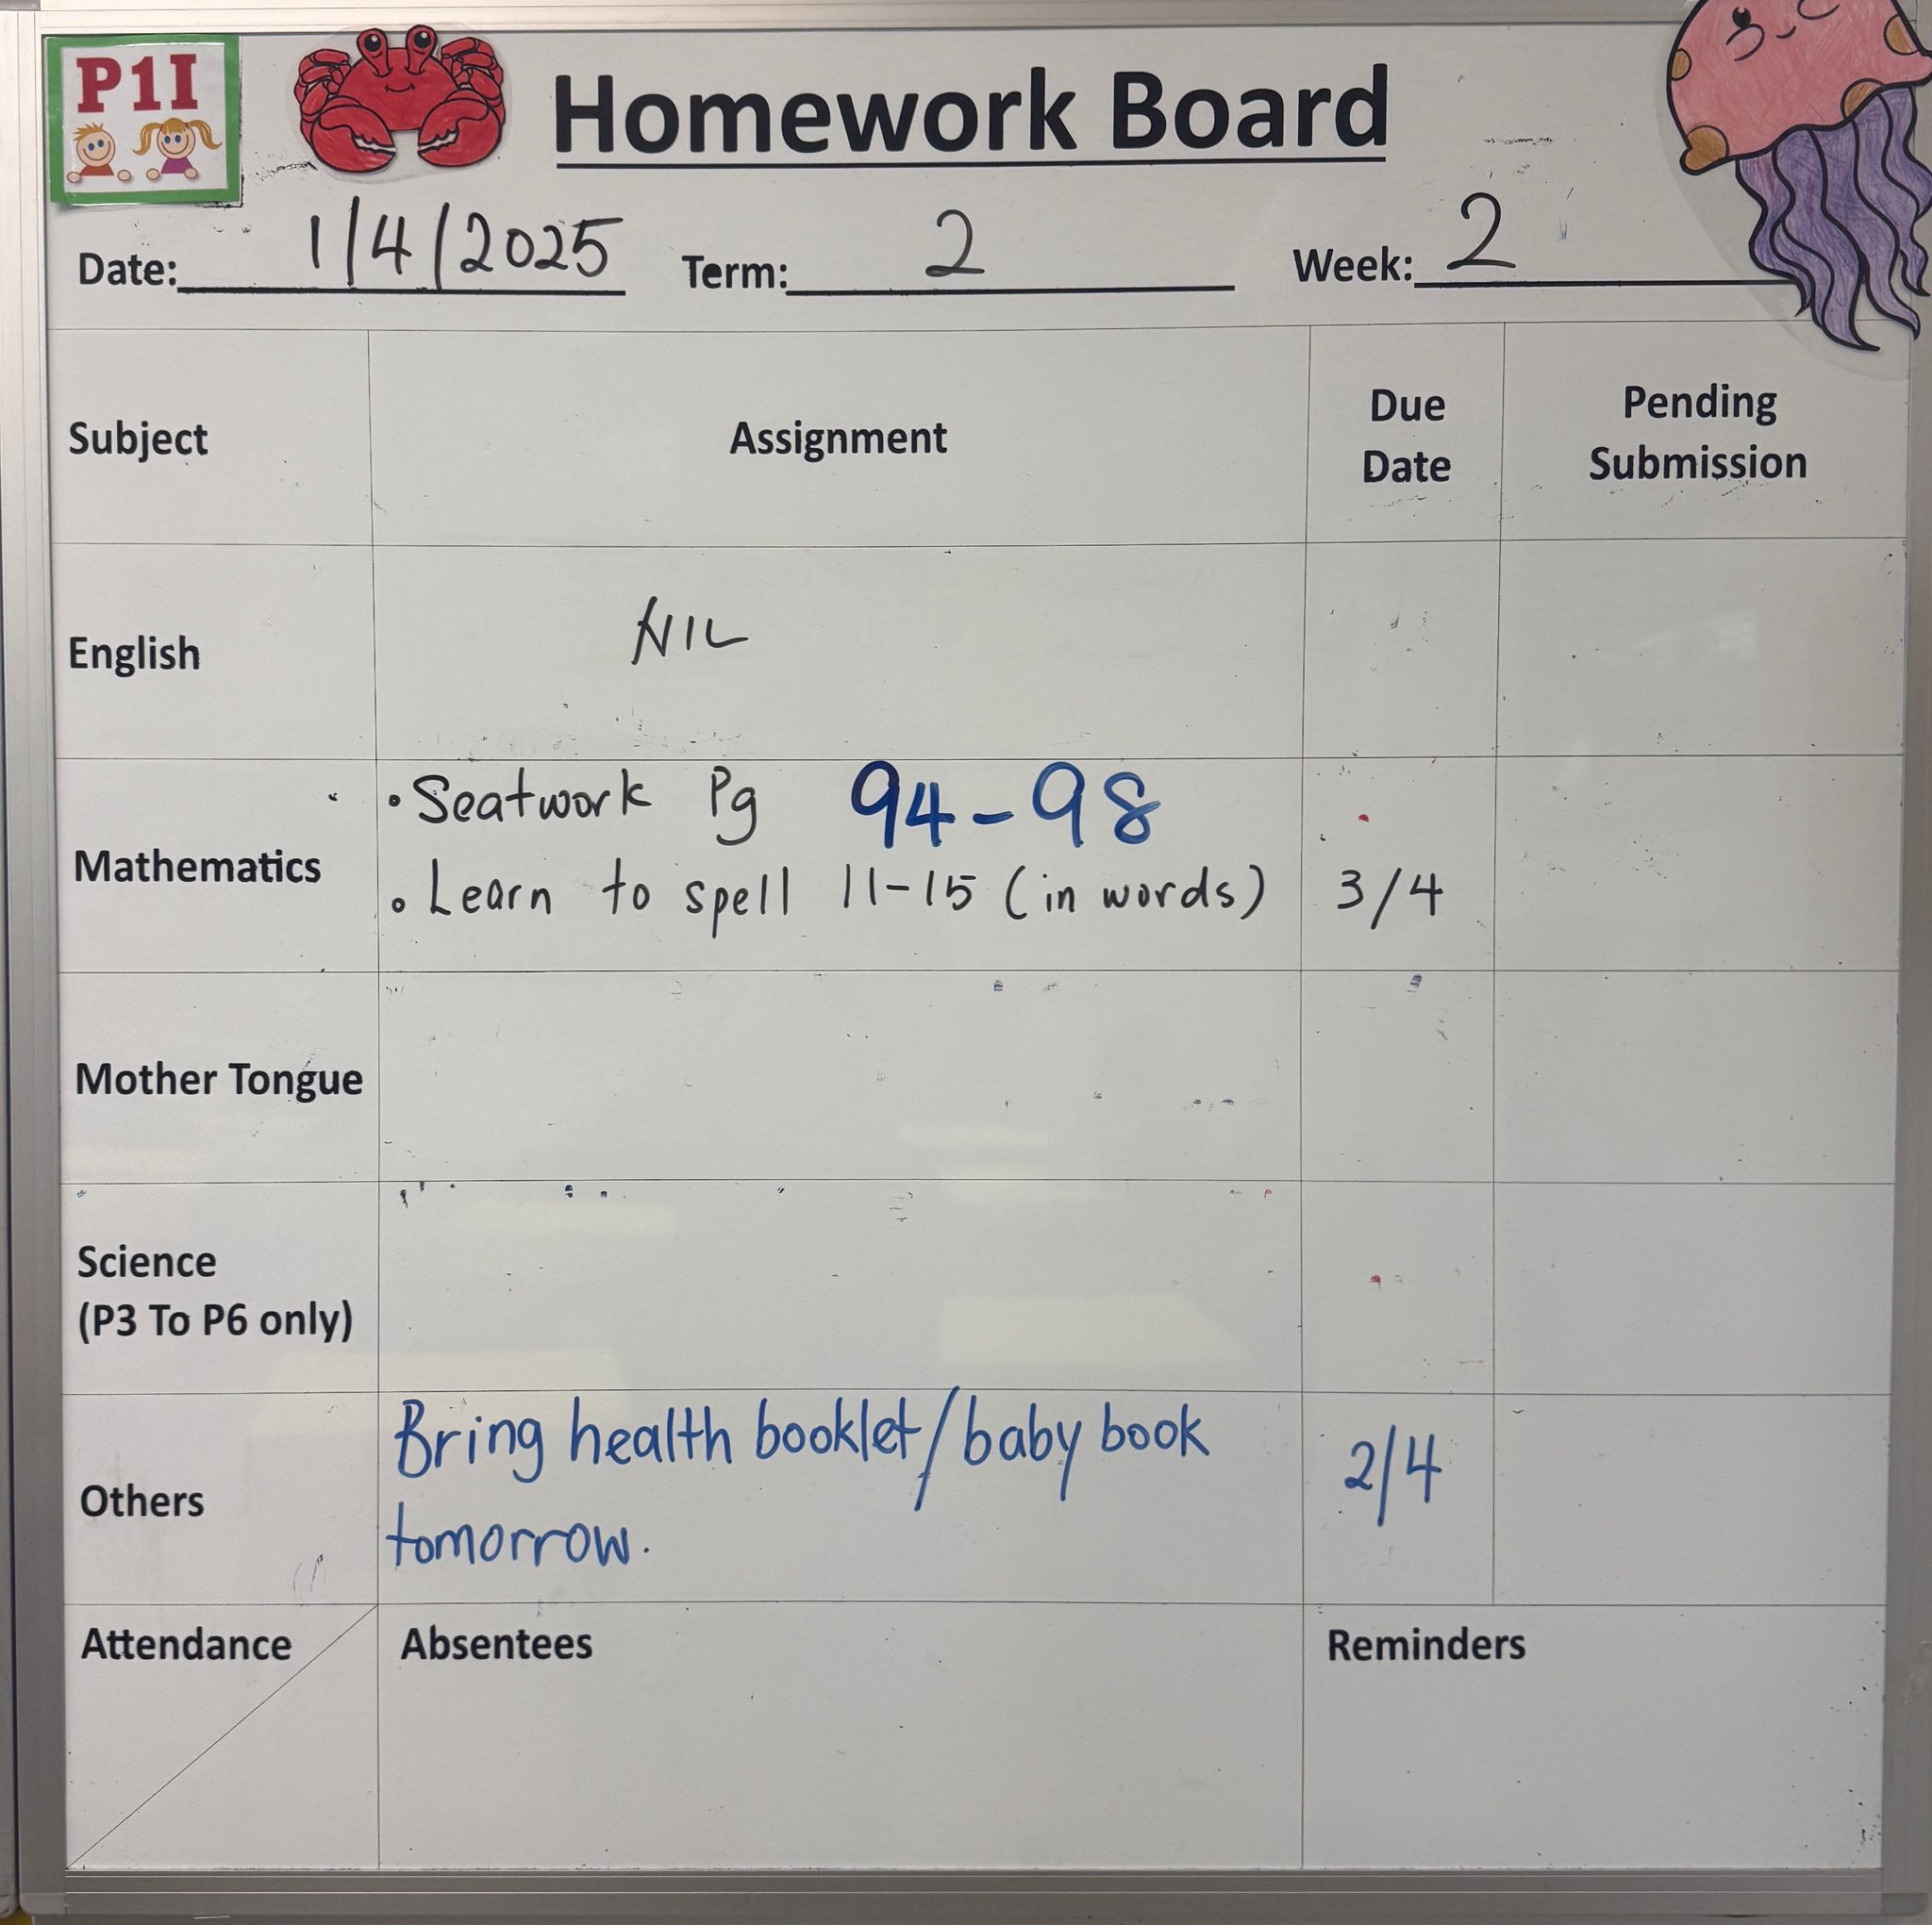 P1I
Homework Board
Date: 1/4/2025 Term: 2 Week: 2
Subject Assignment Due Date Pending Submission
English NIL
Mathematics
• Seatwork Pg 94-98
• Learn to spell 11-15 (in words) 3/4
Mother Tongue
Science
(P3 To P6 only)
Others
Bring health booklet/baby book
tomorrow.
2/4
Attendance Absentees Reminders